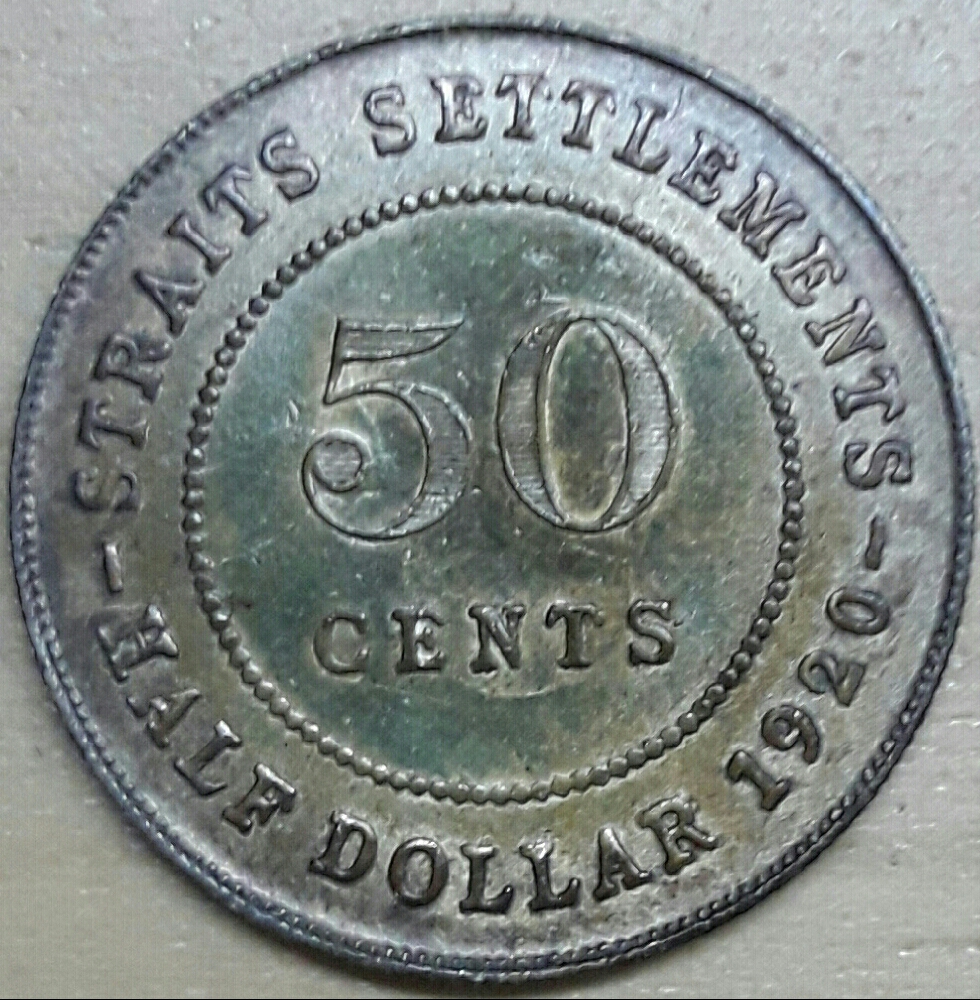 STRAITS SETTLEMENTS
50
CENTS
HALF DOLLAR 1920